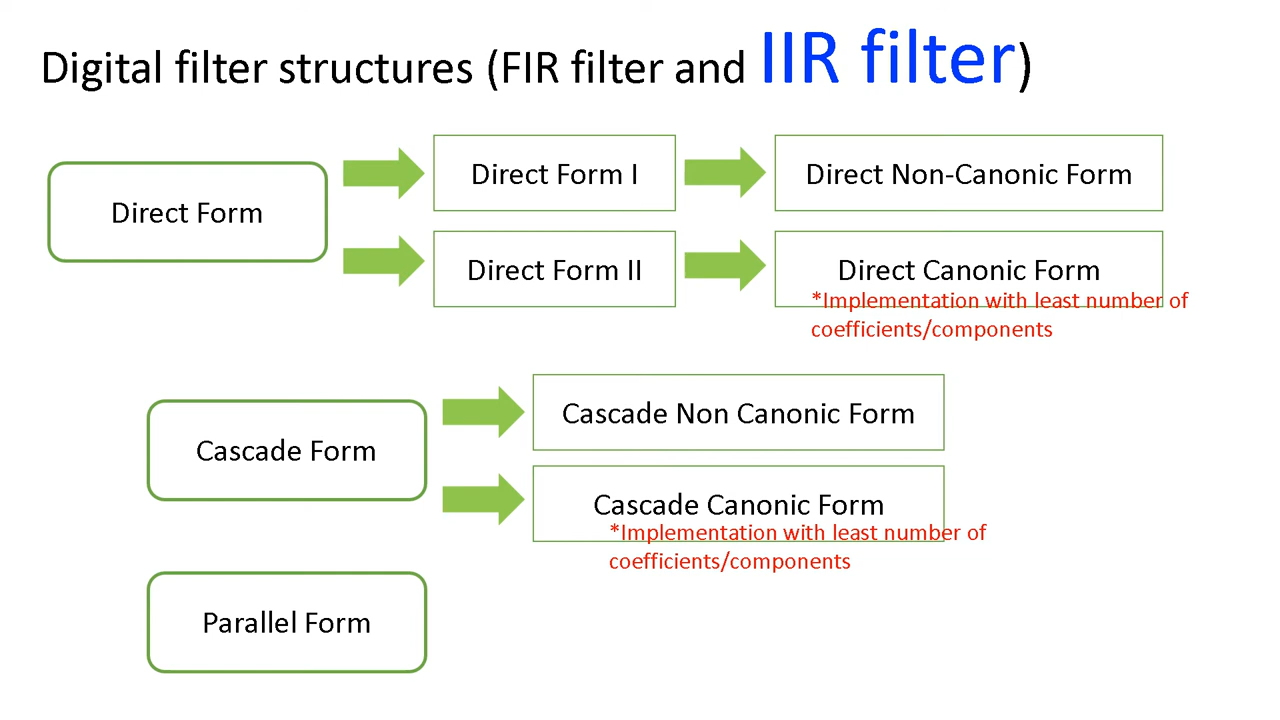 Digital filter structures (FIR filter and IIR filter)
Direct Form
Direct Form I
Direct Non-Canonic Form
Direct Form II
Direct Canonic Form
*Implementation with least number of
coefficients/components
Cascade Form
Cascade Non Canonic Form
Cascade Canonic Form
*Implementation with least number of
coefficients/components
Parallel Form